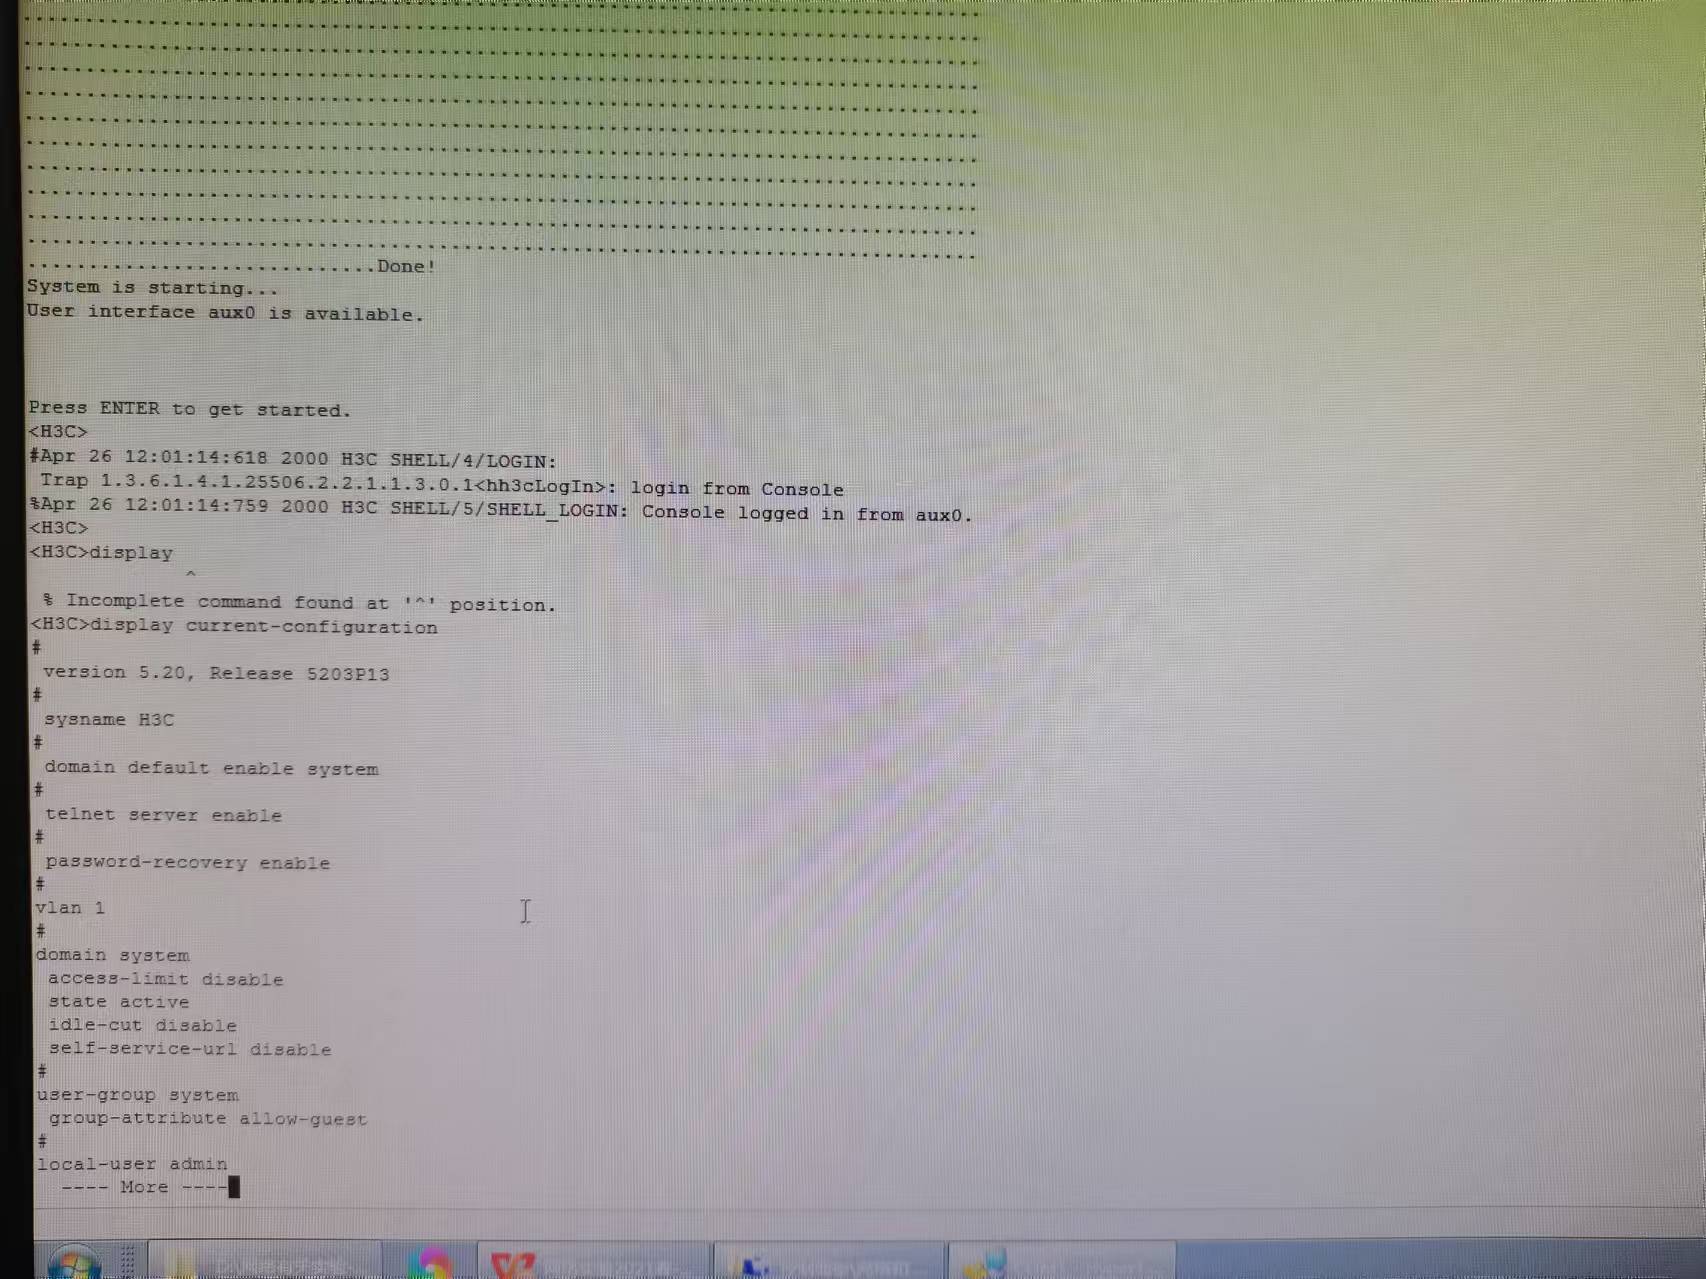 ............................Done!
System is starting...
User interface aux0 is available.
Press ENTER to get started.
<H3C>
#Apr 26 12:01:14:618 2000 H3C SHELL/4/LOGIN:
 Trap 1.3.6.1.4.1.25506.2.2.1.1.3.0.1<hh3cLogIn>: login from Console
%Apr 26 12:01:14:759 2000 H3C SHELL/5/SHELL_LOGIN: Console logged in from aux0.
<H3C>
<H3C>display
^
 % Incomplete command found at '^' position.
<H3C>display current-configuration
#
 version 5.20, Release 5203P13
#
 sysname H3C
#
 domain default enable system
#
 telnet server enable
#
 password-recovery enable
#
vlan 1
#
domain system
 access-limit disable
 state active
 idle-cut disable
 self-service-url disable
#
user-group system
 group-attribute allow-guest
#
local-user admin
  ---- More ----